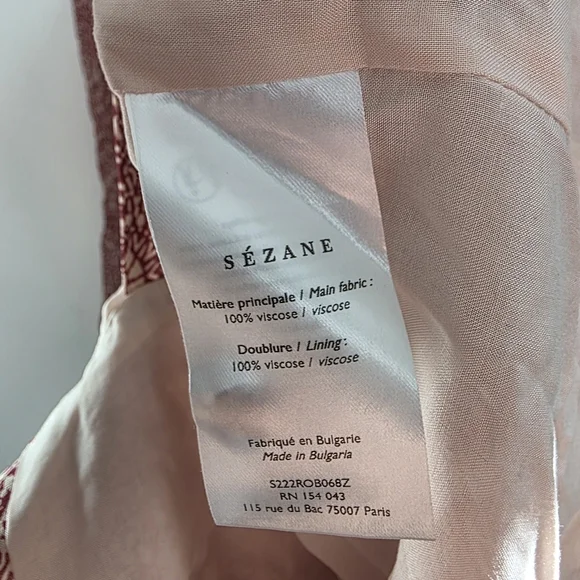 SÉZANE
Matière principale / Main fabric :
100% viscose / viscose
Doublure / Lining :
100% viscose / viscose
Fabriqué en Bulgarie
Made in Bulgaria
S222ROB068Z
RN 154 043
115 rue du Bac 75007 Paris